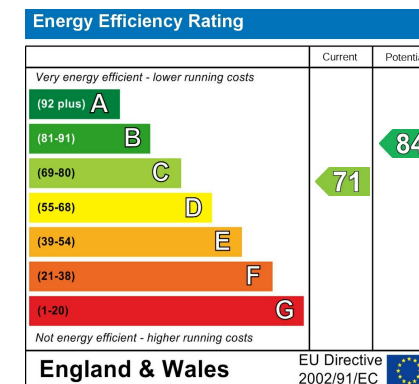 Energy Efficiency Rating
Current Potentia
Very energy efficient - lower running costs
(92 plus) A
(81-91) B
84
(69-80) C
71
(55-68) D
(39-54) E
(21-38) F
(1-20) G
Not energy efficient - higher running costs
England & Wales
EU Directive
2002/91/EC